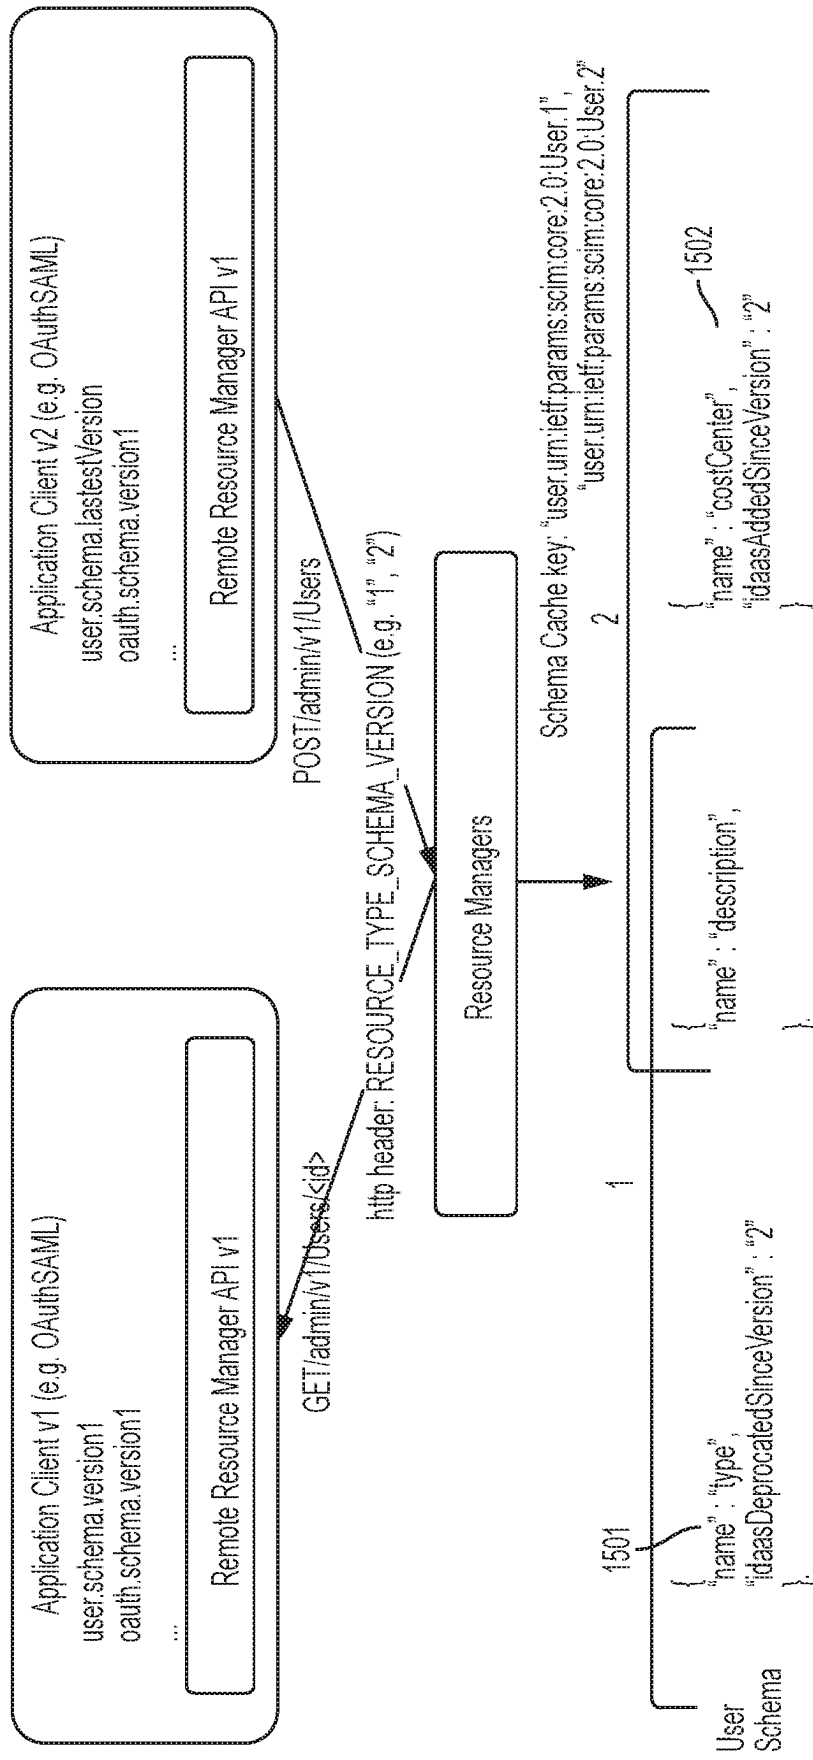 Application Client v1 (e.g. OAuthSAML)
user.schema.version1
oauth.schema.version1
...
Remote Resource Manager API v1
Application Client v2 (e.g. OAuthSAML)
user.schema.lastestVersion
oauth.schema.version1
...
Remote Resource Manager API v1
GET/admin/v1/Users/<id>
POST/admin/v1/Users
http header: RESOURCE_TYPE_SCHEMA_VERSION (e.g. “1”, “2”)
Resource Managers
Schema Cache key: “user.urn:ietf:params:scim:core:2.0:User.1”,
“user.urn:ietf:params:scim:core:2.0:User.2”
1
2
User
Schema
1501
{
“name” : “type”,
“idaasDeprocatedSinceVersion” : “2”
},
{
“name” : “description”,
},
1502
{
“name” : “costCenter”,
“idaasAddedSinceVersion” : “2”
}